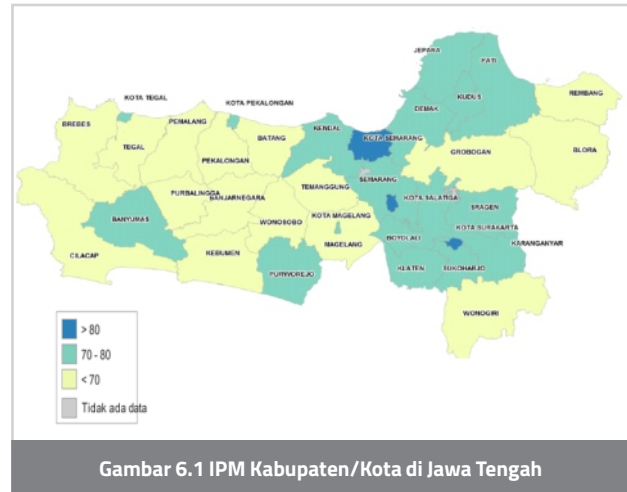 JEPARA
PATI
KOTA TEGAL
KOTA PEKALONGAN
REMBANG
KUDUS
DEMAK
BREBES
PEMALANG
KENDAL
TEGAL
BATANG
KOTA SEMARANG
GROBOGAN
BLORA
PEKALONGAN
SEMARANG
PURBALINGGA
BANJARNEGARA
TEMANGGUNG
KOTA SALATIGA
SRAGEN
BANYUMAS
WONOSOBO
KOTA MAGELANG
KOTA SURAKARTA
CILACAP
KEBUMEN
MAGELANG
BOYOLALI
KARANGANYAR
PURWOREJO
KLATEN
SUKOHARJO
WONOGIRI
> 80
70 - 80
< 70
Tidak ada data
Gambar 6.1 IPM Kabupaten/Kota di Jawa Tengah